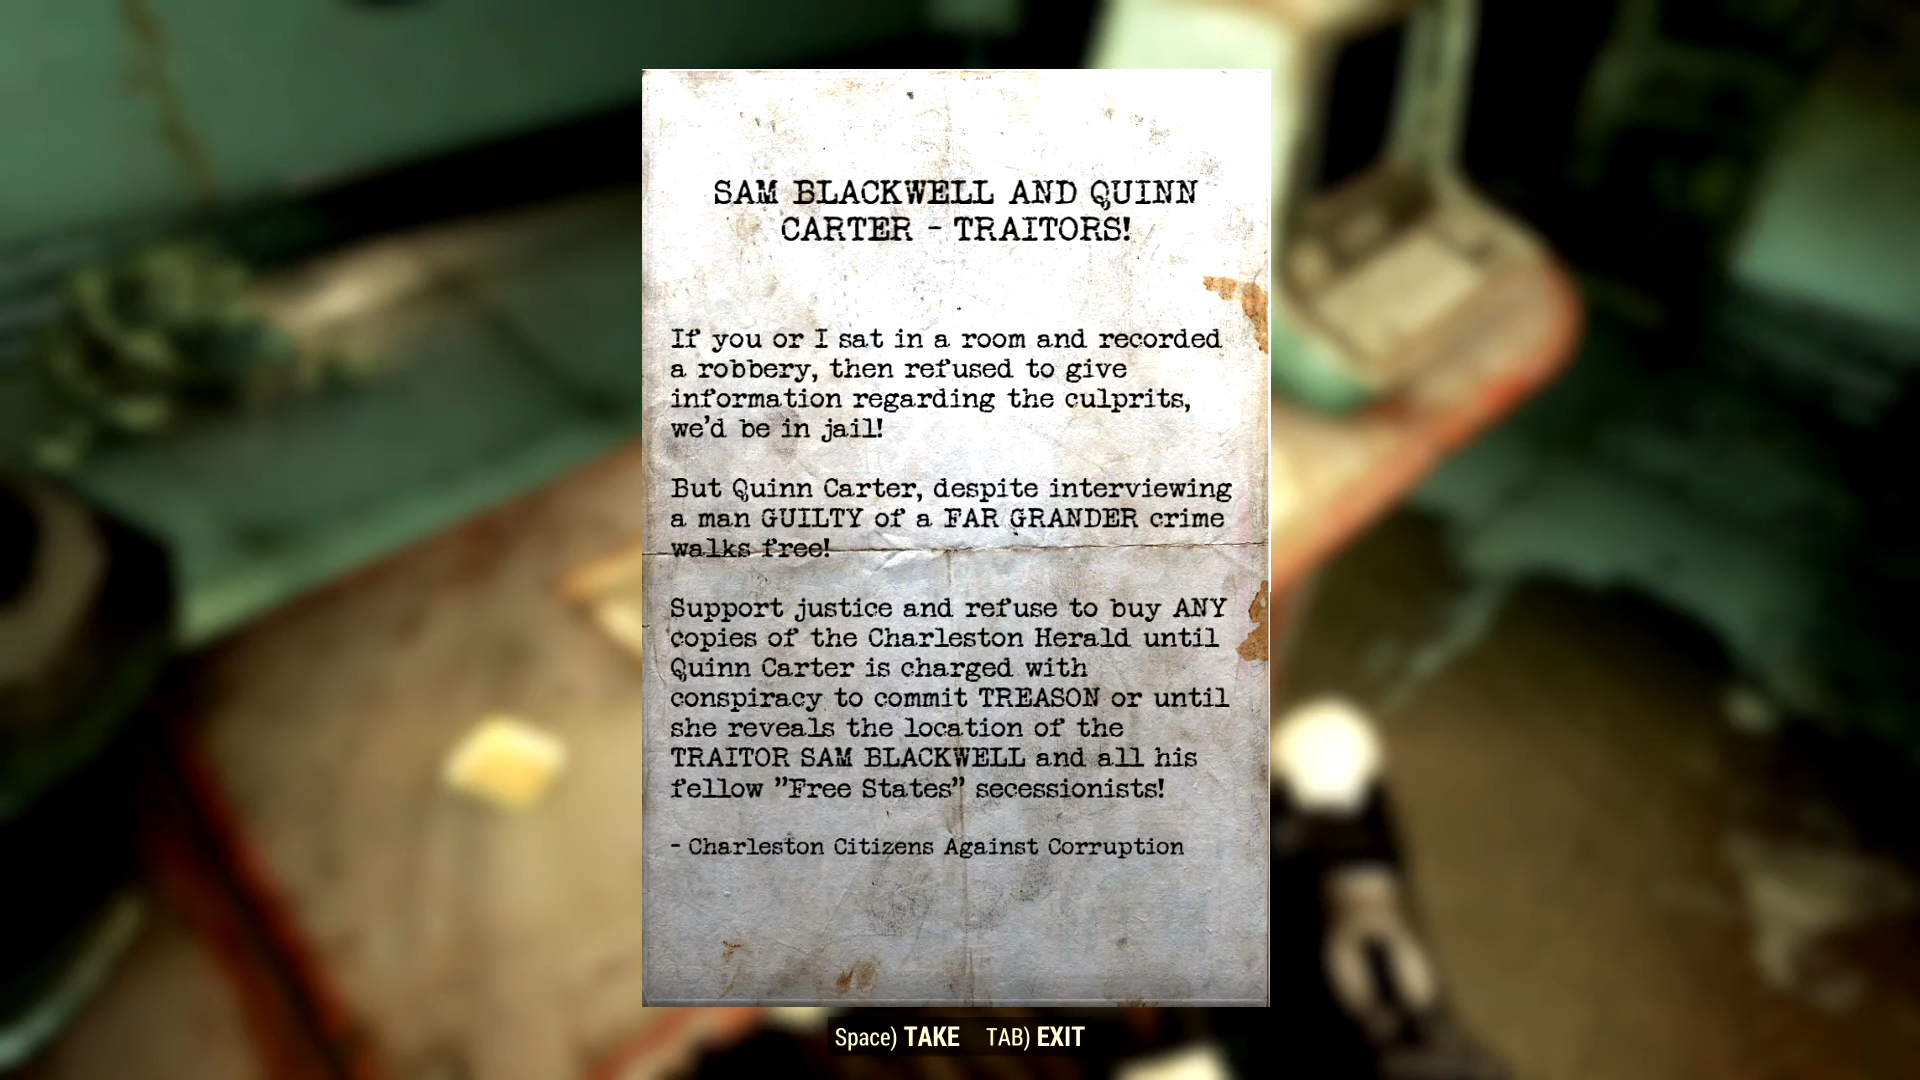 SAM BLACKWELL AND QUINN
CARTER - TRAITORS!
If you or I sat in a room and recorded
a robbery, then refused to give
information regarding the culprits,
we'd be in jail!
But Quinn Carter, despite interviewing
a man GUILTY of a FAR GRANDER crime
walks free!
Support justice and refuse to buy ANY
copies of the Charleston Herald until
Quinn Carter is charged with
conspiracy to commit TREASON or until
she reveals the location of the
TRAITOR SAM BLACKWELL and all his
fellow ”Free States” secessionists!
- Charleston Citizens Against Corruption
Space) TAKE TAB) EXIT